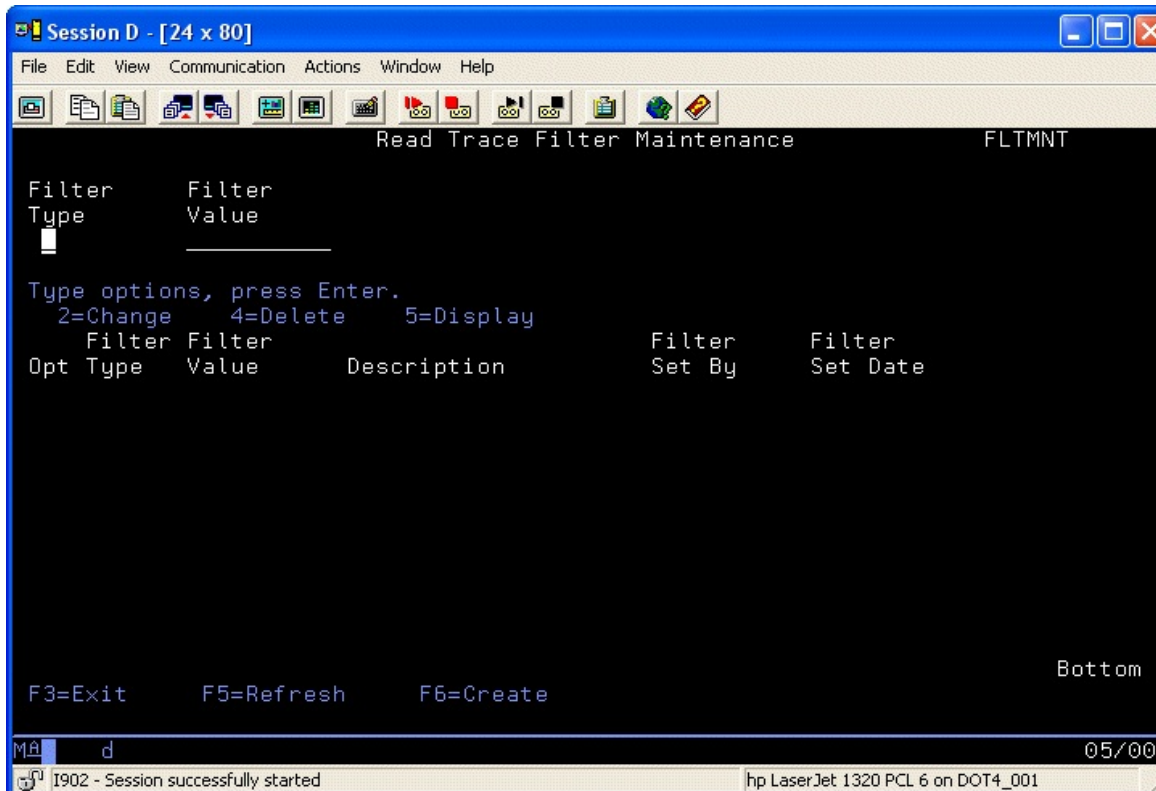 Session D - [24 x 80]
File Edit View Communication Actions Window Help
Read Trace Filter Maintenance FLTMNT
Filter Filter
Type Value
Type options, press Enter.
2=Change 4=Delete 5=Display
Filter Filter Filter Filter
Opt Type Value Description Set By Set Date
Bottom
F3=Exit F5=Refresh F6=Create
MA d 05/00
I902 - Session successfully started hp LaserJet 1320 PCL 6 on DOT4_001